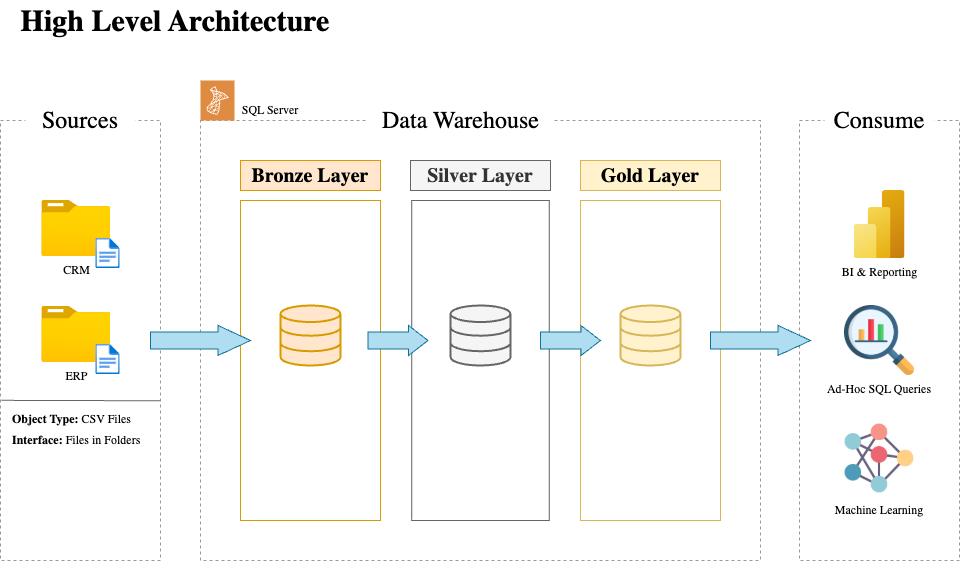 High Level Architecture
SQL Server
Sources
Data Warehouse
Consume
Bronze Layer
Silver Layer
Gold Layer
CRM
ERP
Object Type: CSV Files
Interface: Files in Folders
BI & Reporting
Ad-Hoc SQL Queries
Machine Learning